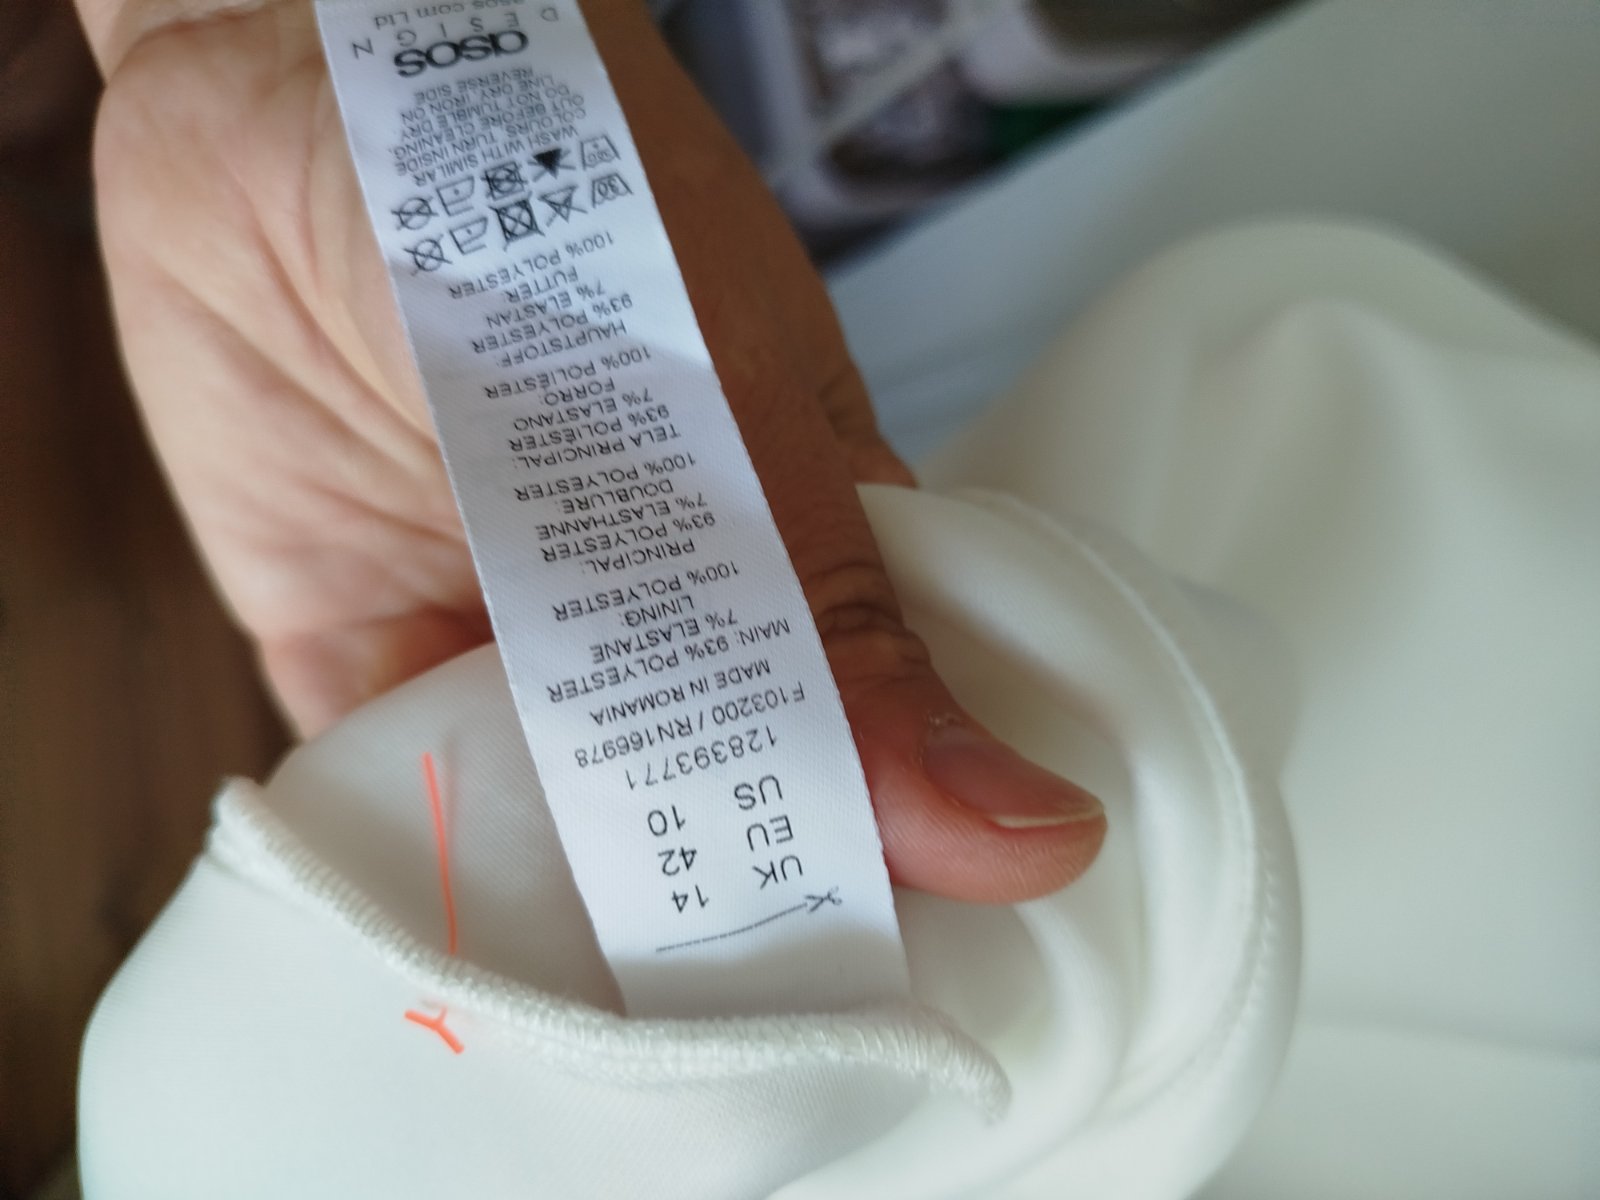 UK 14
EU 42
US 10
128393771
F103200 / RN166978
MADE IN ROMANIA
MAIN: 93% POLYESTER
7% ELASTANE
LINING:
100% POLYESTER
PRINCIPAL:
93% POLYESTER
7% ELASTHANNE
DOUBLURE:
100% POLYESTER
TELA PRINCIPAL:
93% POLIÉSTER
7% ELASTANO
FORRO:
100% POLIÉSTER
HAUPTSTOFF:
93% POLYESTER
7% ELASTAN
FUTTER:
100% POLYESTER
30
WASH WITH SIMILAR
COLOURS. TURN INSIDE
OUT BEFORE CLEANING.
DO NOT TUMBLE DRY.
LINE DRY. IRON ON
REVERSE SIDE
asos
DESIGN
asos.com Ltd